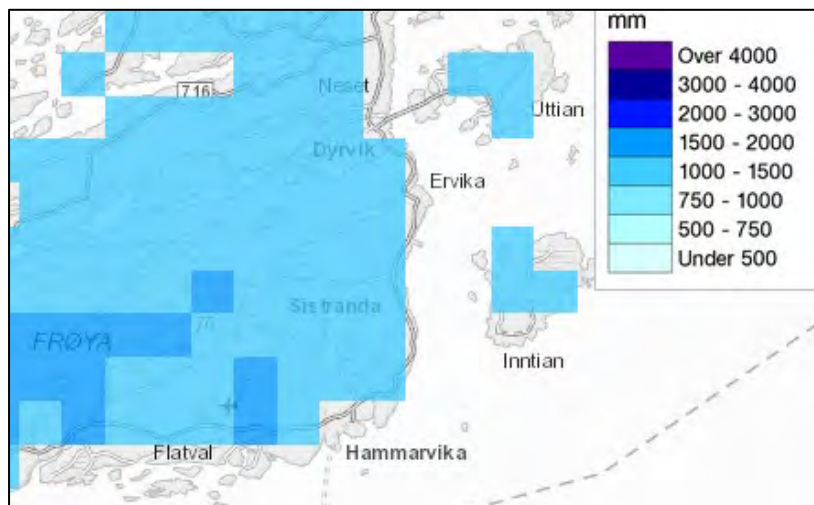 mm
Over 4000
3000 - 4000
2000 - 3000
1500 - 2000
1000 - 1500
750 - 1000
500 - 750
Under 500
716
Neset
Uttian
Dyrvik
Ervika
Sistranda
76
FRØYA
Inntian
Flatval
Hammarvika